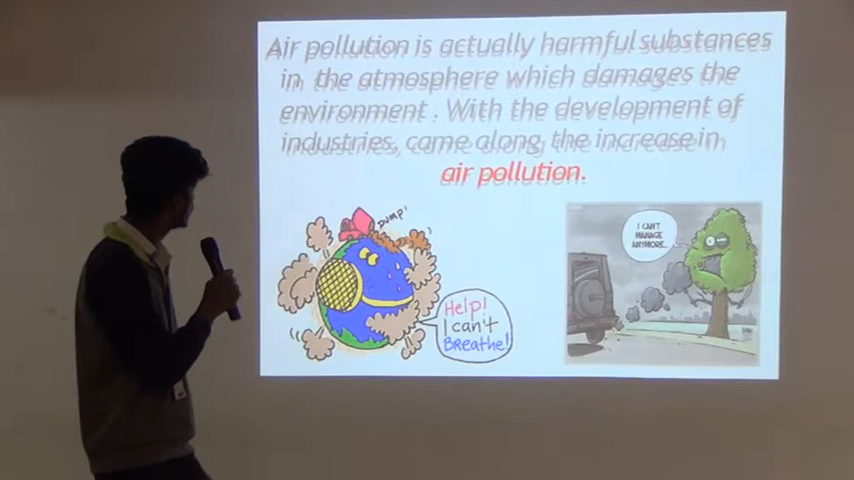 Air pollution is actually harmful substances
in the atmosphere which damages the
environment . With the development of
industries, came along the increase in
air pollution.
Dump!
Help!
I can't
Breathe!
I CAN'T
MANAGE
ANYMORE...